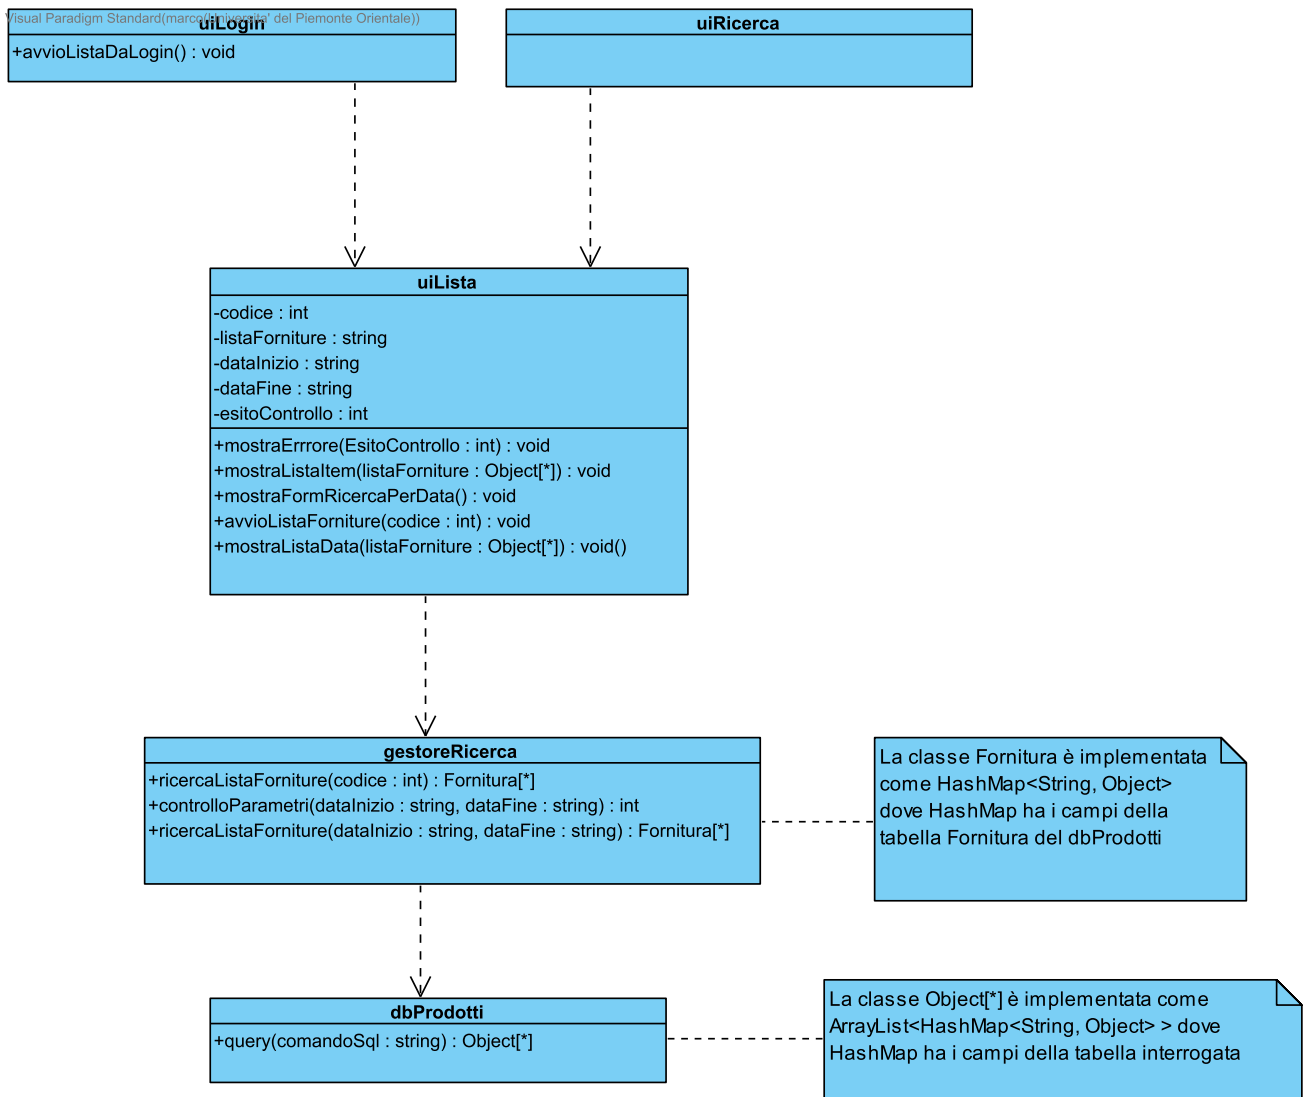 Visual Paradigm Standard(marco(Universita' del Piemonte Orientale))
uiLogin
+avvioListaDaLogin() : void
uiRicerca
uiLista
-codice : int
-listaForniture : string
-dataInizio : string
-dataFine : string
-esitoControllo : int
+mostraErrrore(EsitoControllo : int) : void
+mostraListaItem(listaForniture : Object[*]) : void
+mostraFormRicercaPerData() : void
+avvioListaForniture(codice : int) : void
+mostraListaData(listaForniture : Object[*]) : void()
gestoreRicerca
+ricercaListaForniture(codice : int) : Fornitura[*]
+controlloParametri(dataInizio : string, dataFine : string) : int
+ricercaListaForniture(dataInizio : string, dataFine : string) : Fornitura[*]
La classe Fornitura è implementata
come HashMap<String, Object>
dove HashMap ha i campi della
tabella Fornitura del dbProdotti
dbProdotti
+query(comandoSql : string) : Object[*]
La classe Object[*] è implementata come
ArrayList<HashMap<String, Object> > dove
HashMap ha i campi della tabella interrogata